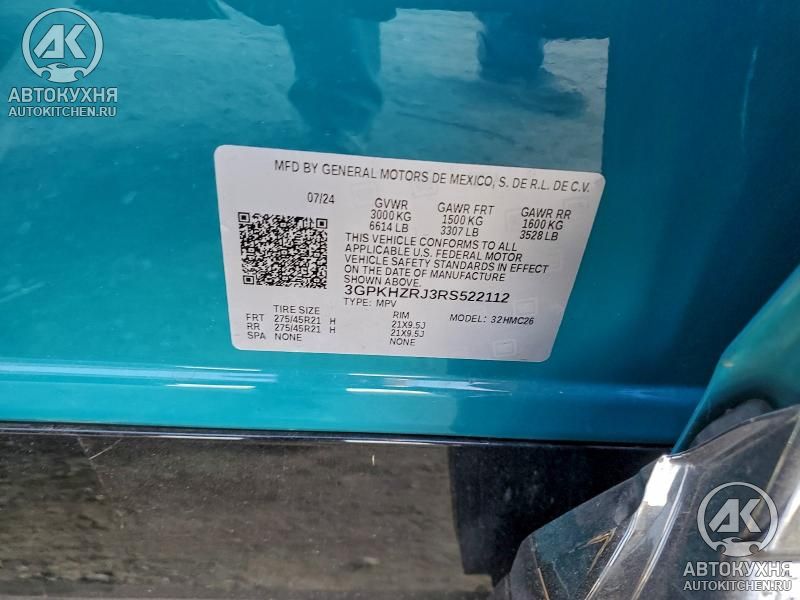 AK
АВТОКУХНЯ
AUTOKITCHEN.RU
MFD BY GENERAL MOTORS DE MEXICO, S. DE R.L. DE C.V.
07/24 GVWR GAWR FRT GAWR RR
3000 KG 1500 KG 1600 KG
6614 LB 3307 LB 3528 LB
THIS VEHICLE CONFORMS TO ALL
APPLICABLE U.S. FEDERAL MOTOR
VEHICLE SAFETY STANDARDS IN EFFECT
ON THE DATE OF MANUFACTURE
SHOWN ABOVE.
3GPKHZRJ3RS522112
TYPE: MPV
TIRE SIZE RIM MODEL: 32HMC26
FRT 275/45R21 H 21X9.5J
RR 275/45R21 H 21X9.5J
SPA NONE NONE
AK
АВТОКУХНЯ
AUTOKITCHEN.RU